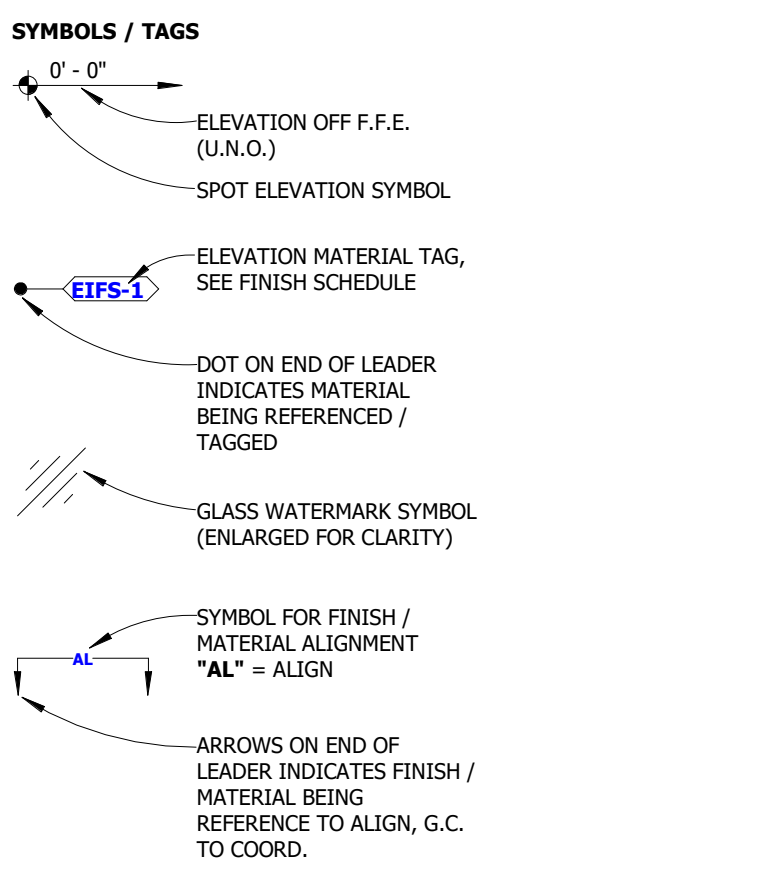 SYMBOLS / TAGS
0' - 0"
ELEVATION OFF F.F.E.
(U.N.O.)
SPOT ELEVATION SYMBOL
ELEVATION MATERIAL TAG,
SEE FINISH SCHEDULE
EIFS-1
DOT ON END OF LEADER
INDICATES MATERIAL
BEING REFERENCED /
TAGGED
GLASS WATERMARK SYMBOL
(ENLARGED FOR CLARITY)
SYMBOL FOR FINISH /
MATERIAL ALIGNMENT
"AL" = ALIGN
AL
ARROWS ON END OF
LEADER INDICATES FINISH /
MATERIAL BEING
REFERENCE TO ALIGN, G.C.
TO COORD.